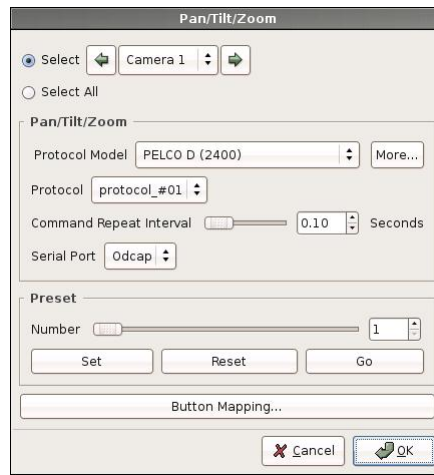 Pan/Tilt/Zoom
Select Camera 1
Select All
Pan/Tilt/Zoom
Protocol Model PELCO D (2400) More...
Protocol protocol_#01
Command Repeat Interval 0.10 Seconds
Serial Port Odcap
Preset
Number 1
Set Reset Go
Button Mapping...
Cancel OK